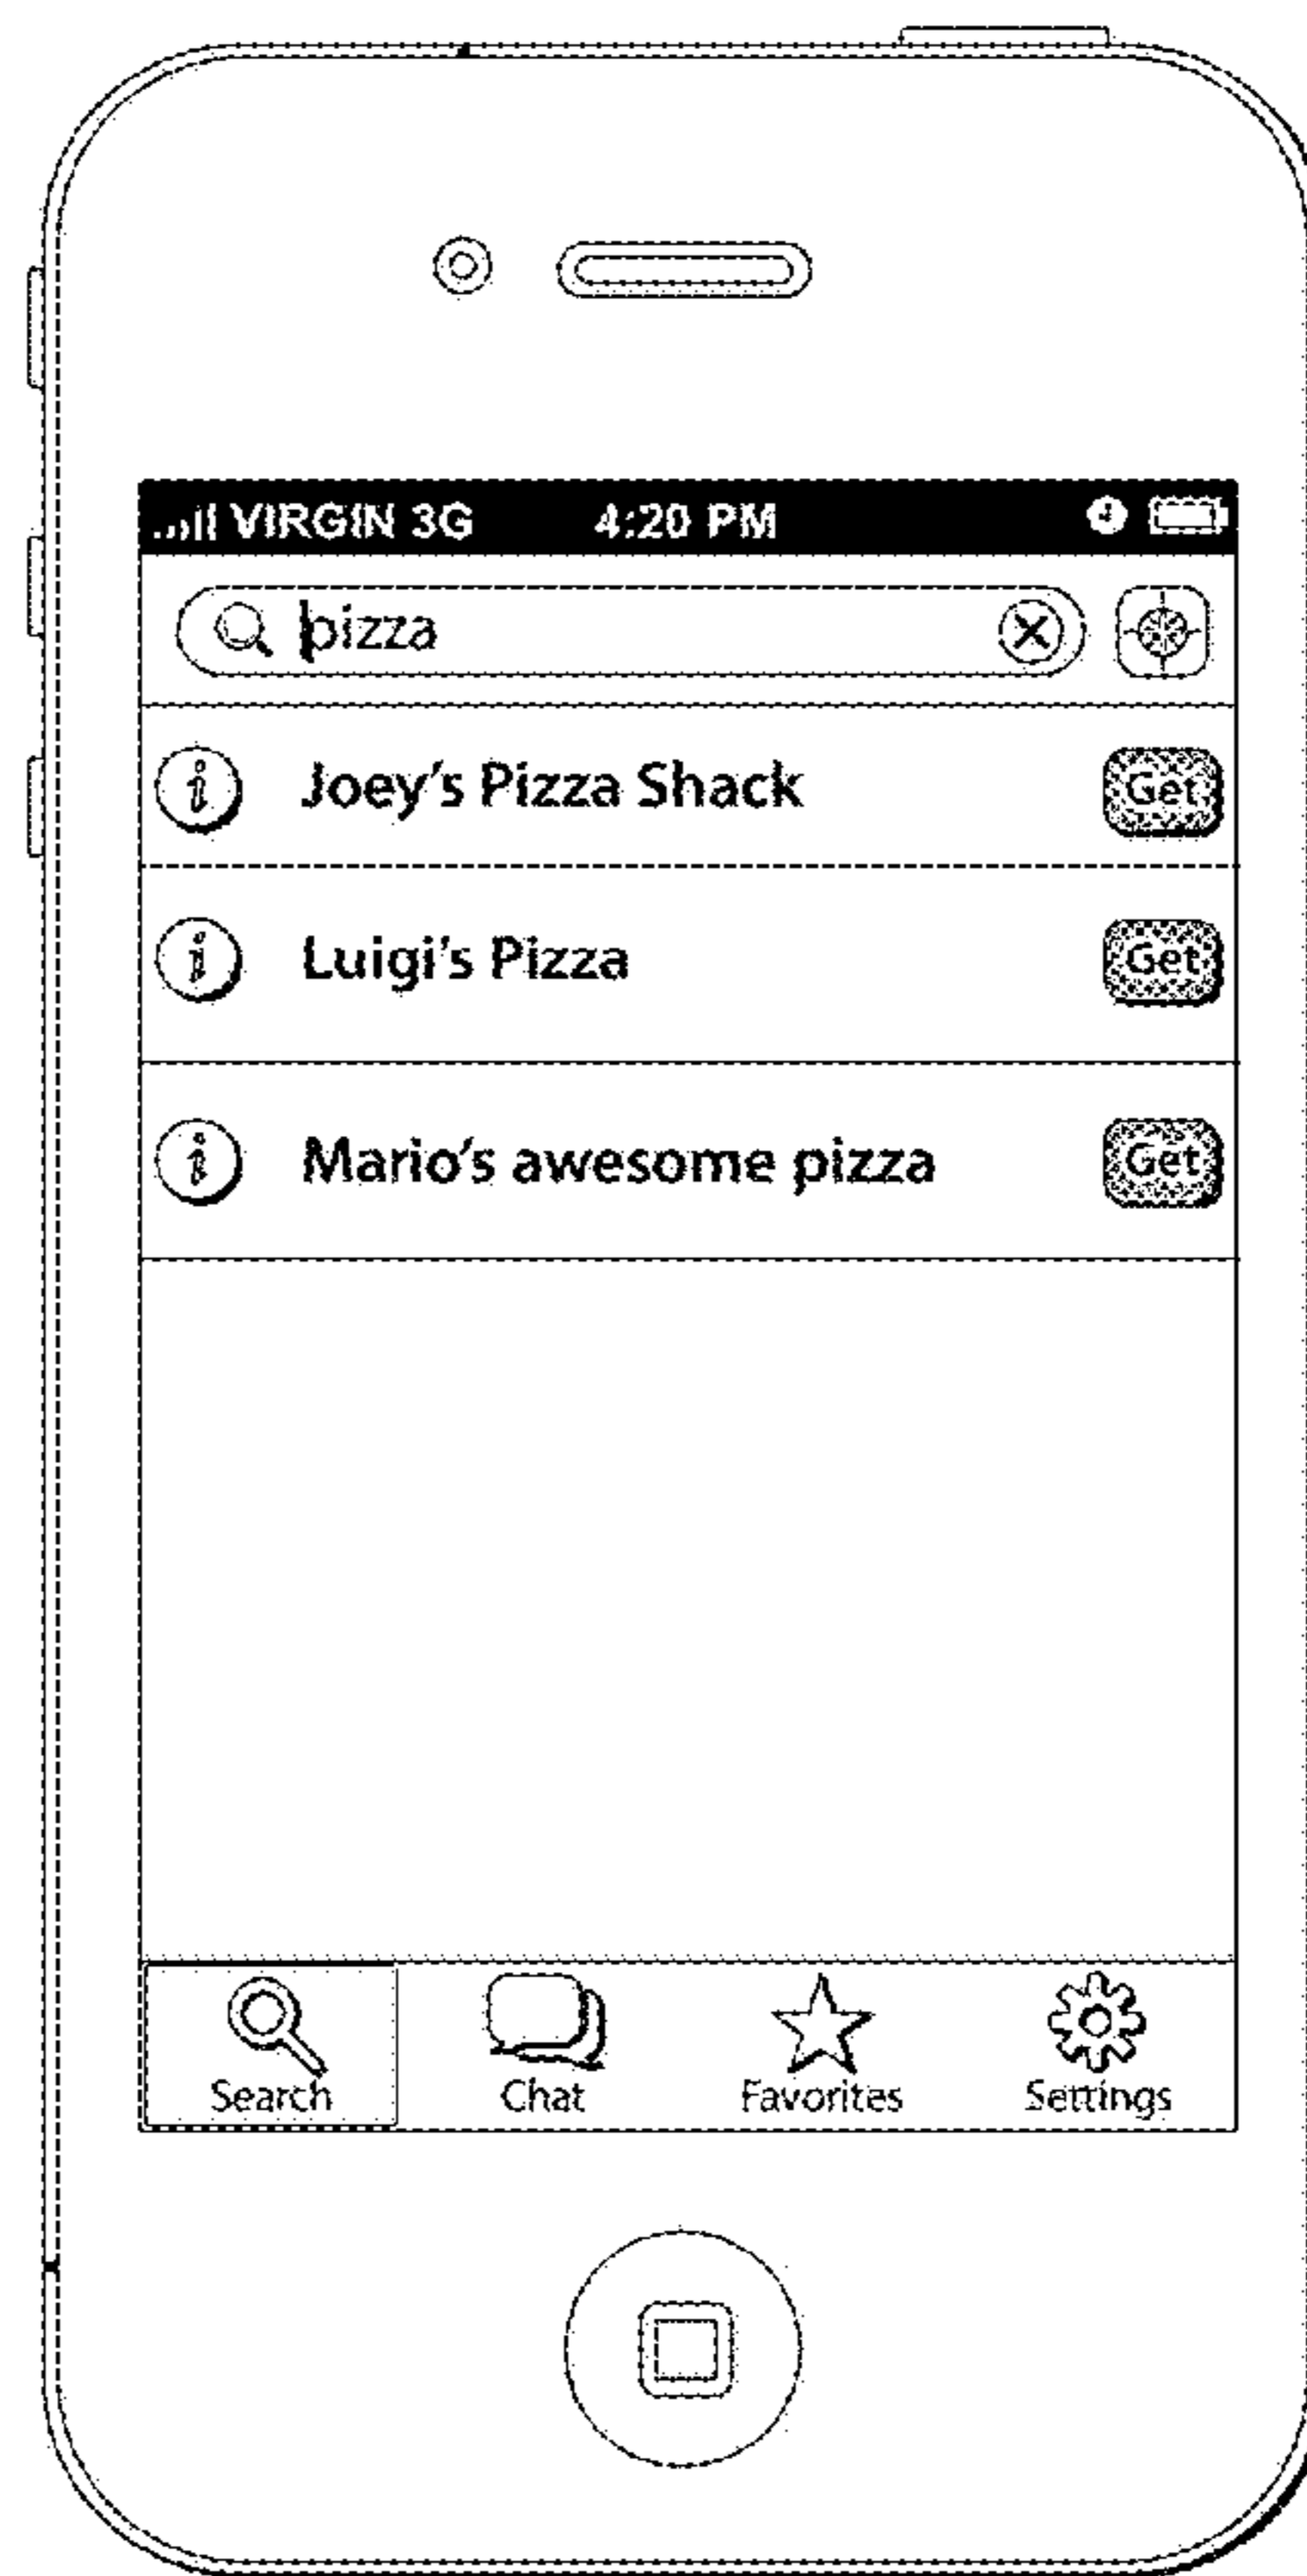 VIRGIN 3G 4:20 PM
pizza
i Joey's Pizza Shack Get
i Luigi's Pizza Get
i Mario's awesome pizza Get
Search Chat Favorites Settings